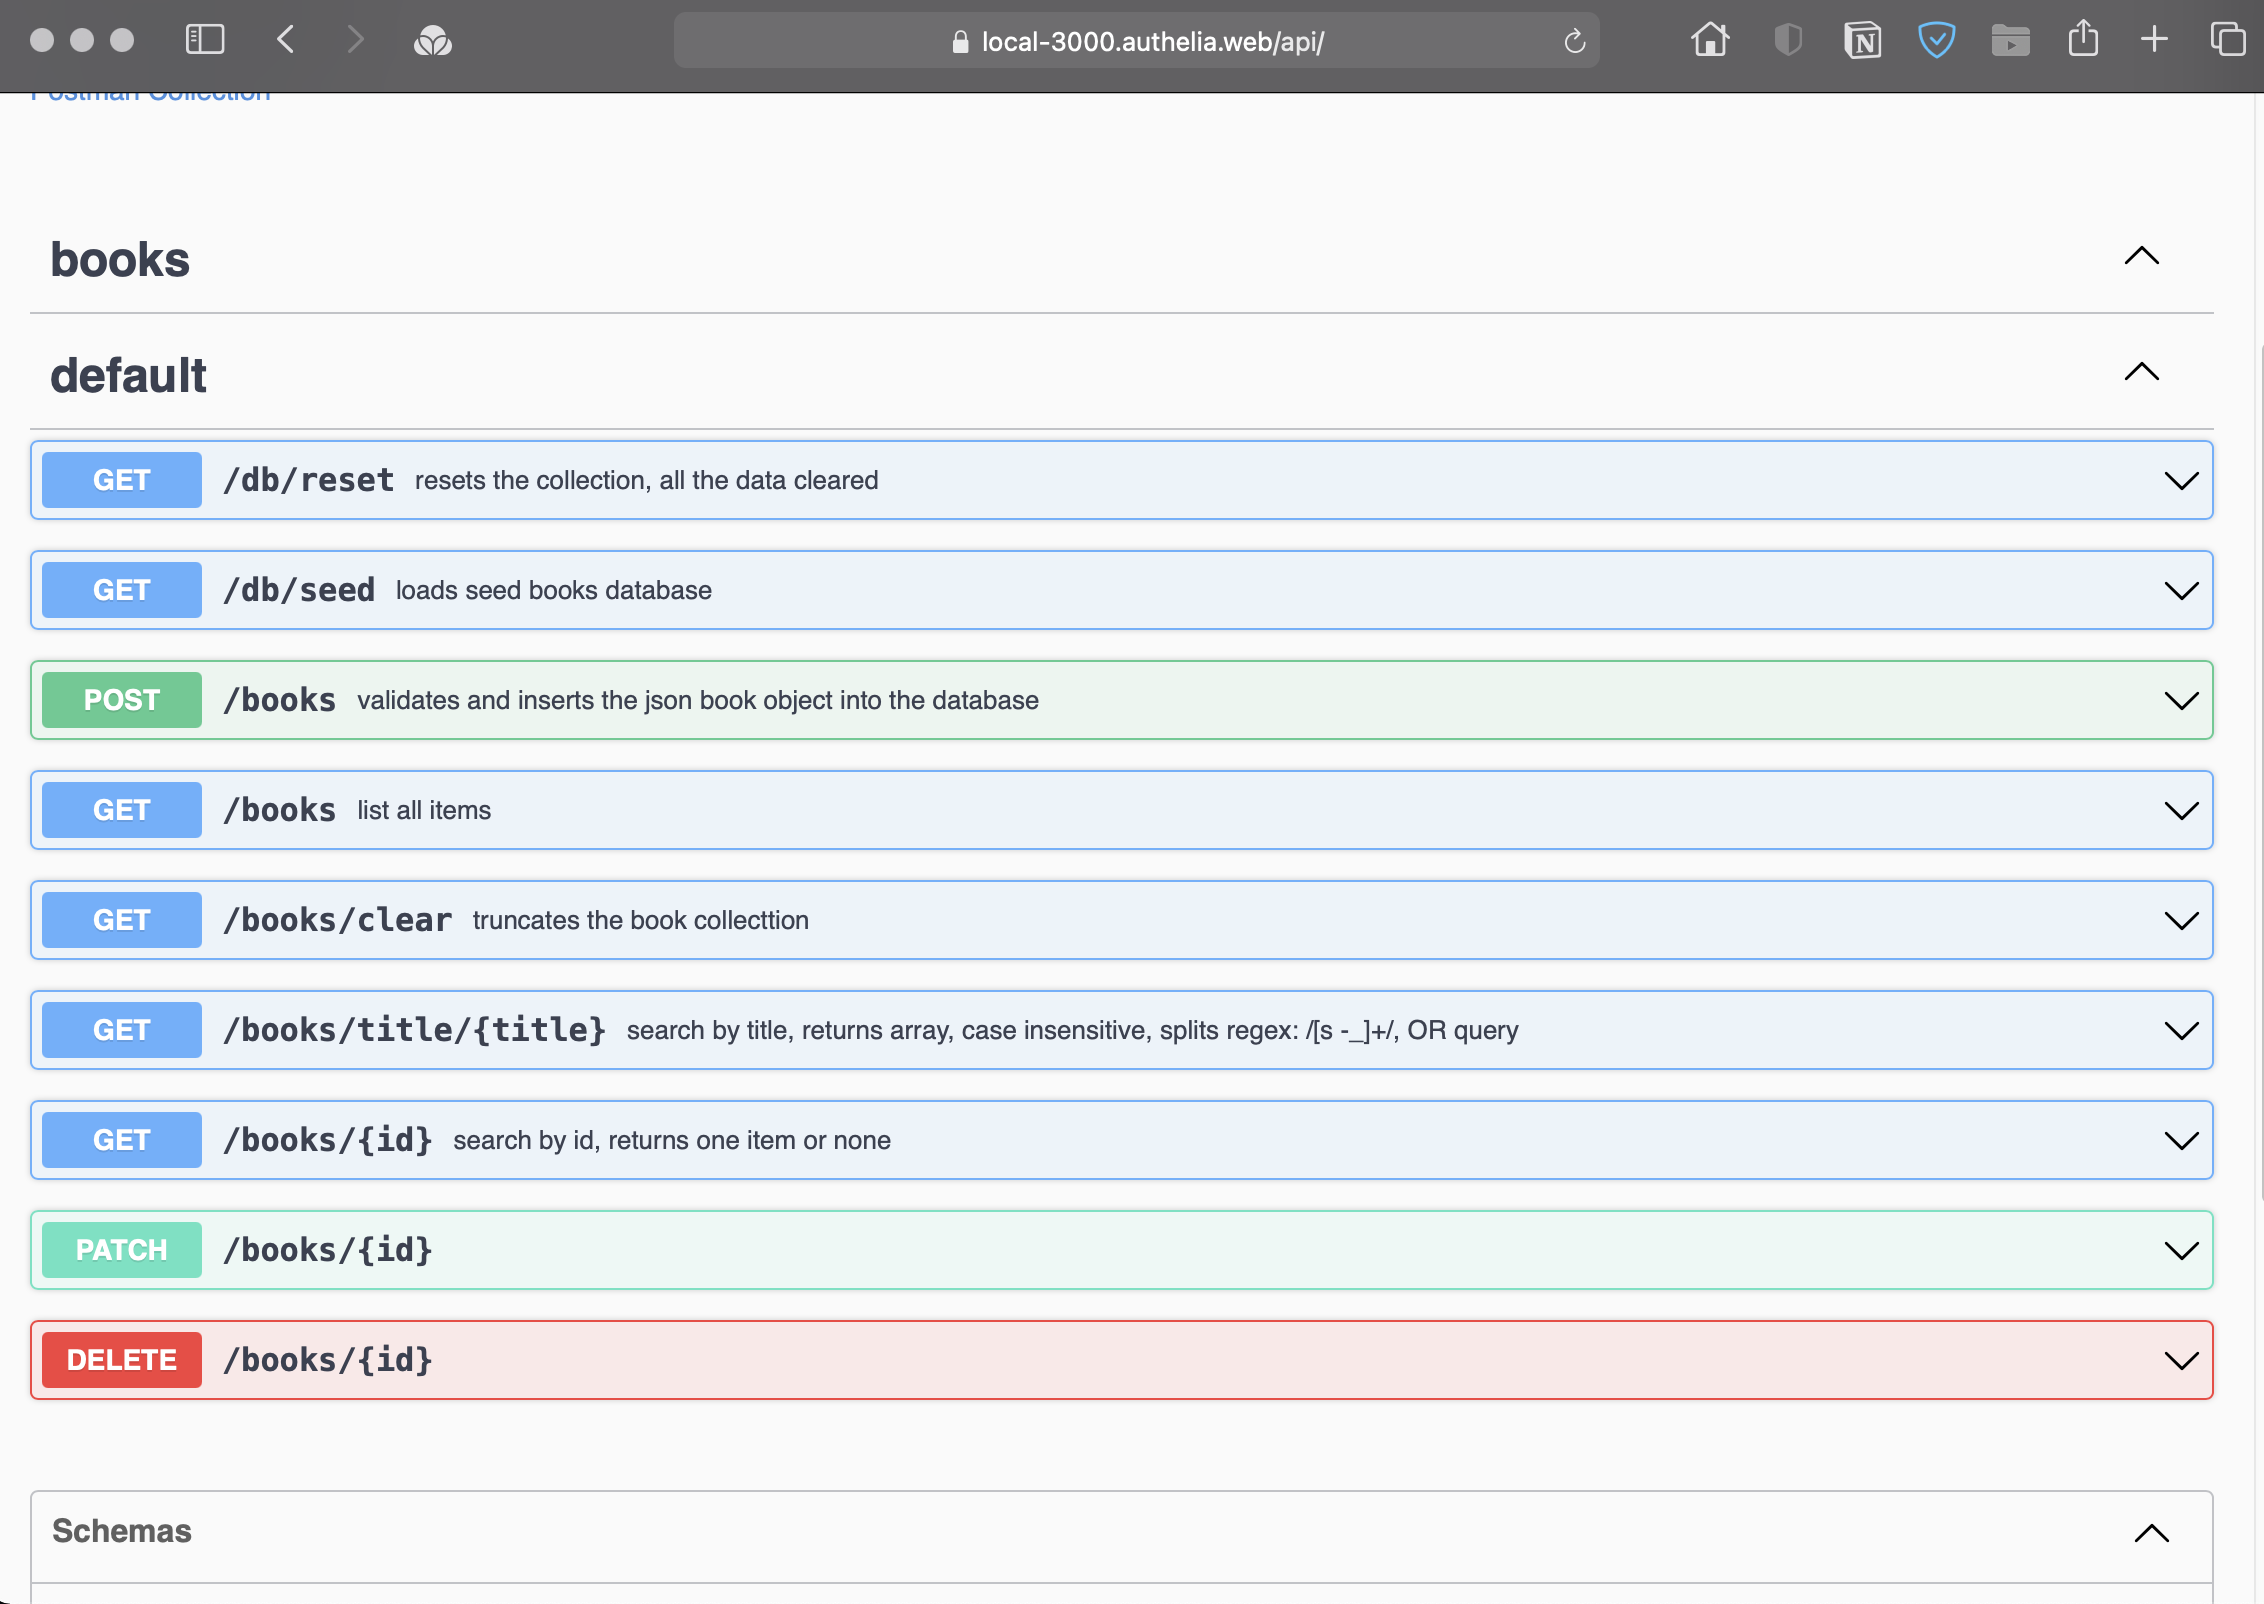 local-3000.authelia.web/api/
Postman Collection
books
default
GET /db/reset resets the collection, all the data cleared
GET /db/seed loads seed books database
POST /books validates and inserts the json book object into the database
GET /books list all items
GET /books/clear truncates the book collecttion
GET /books/title/{title} search by title, returns array, case insensitive, splits regex: /[s -_]+/, OR query
GET /books/{id} search by id, returns one item or none
PATCH /books/{id}
DELETE /books/{id}
Schemas